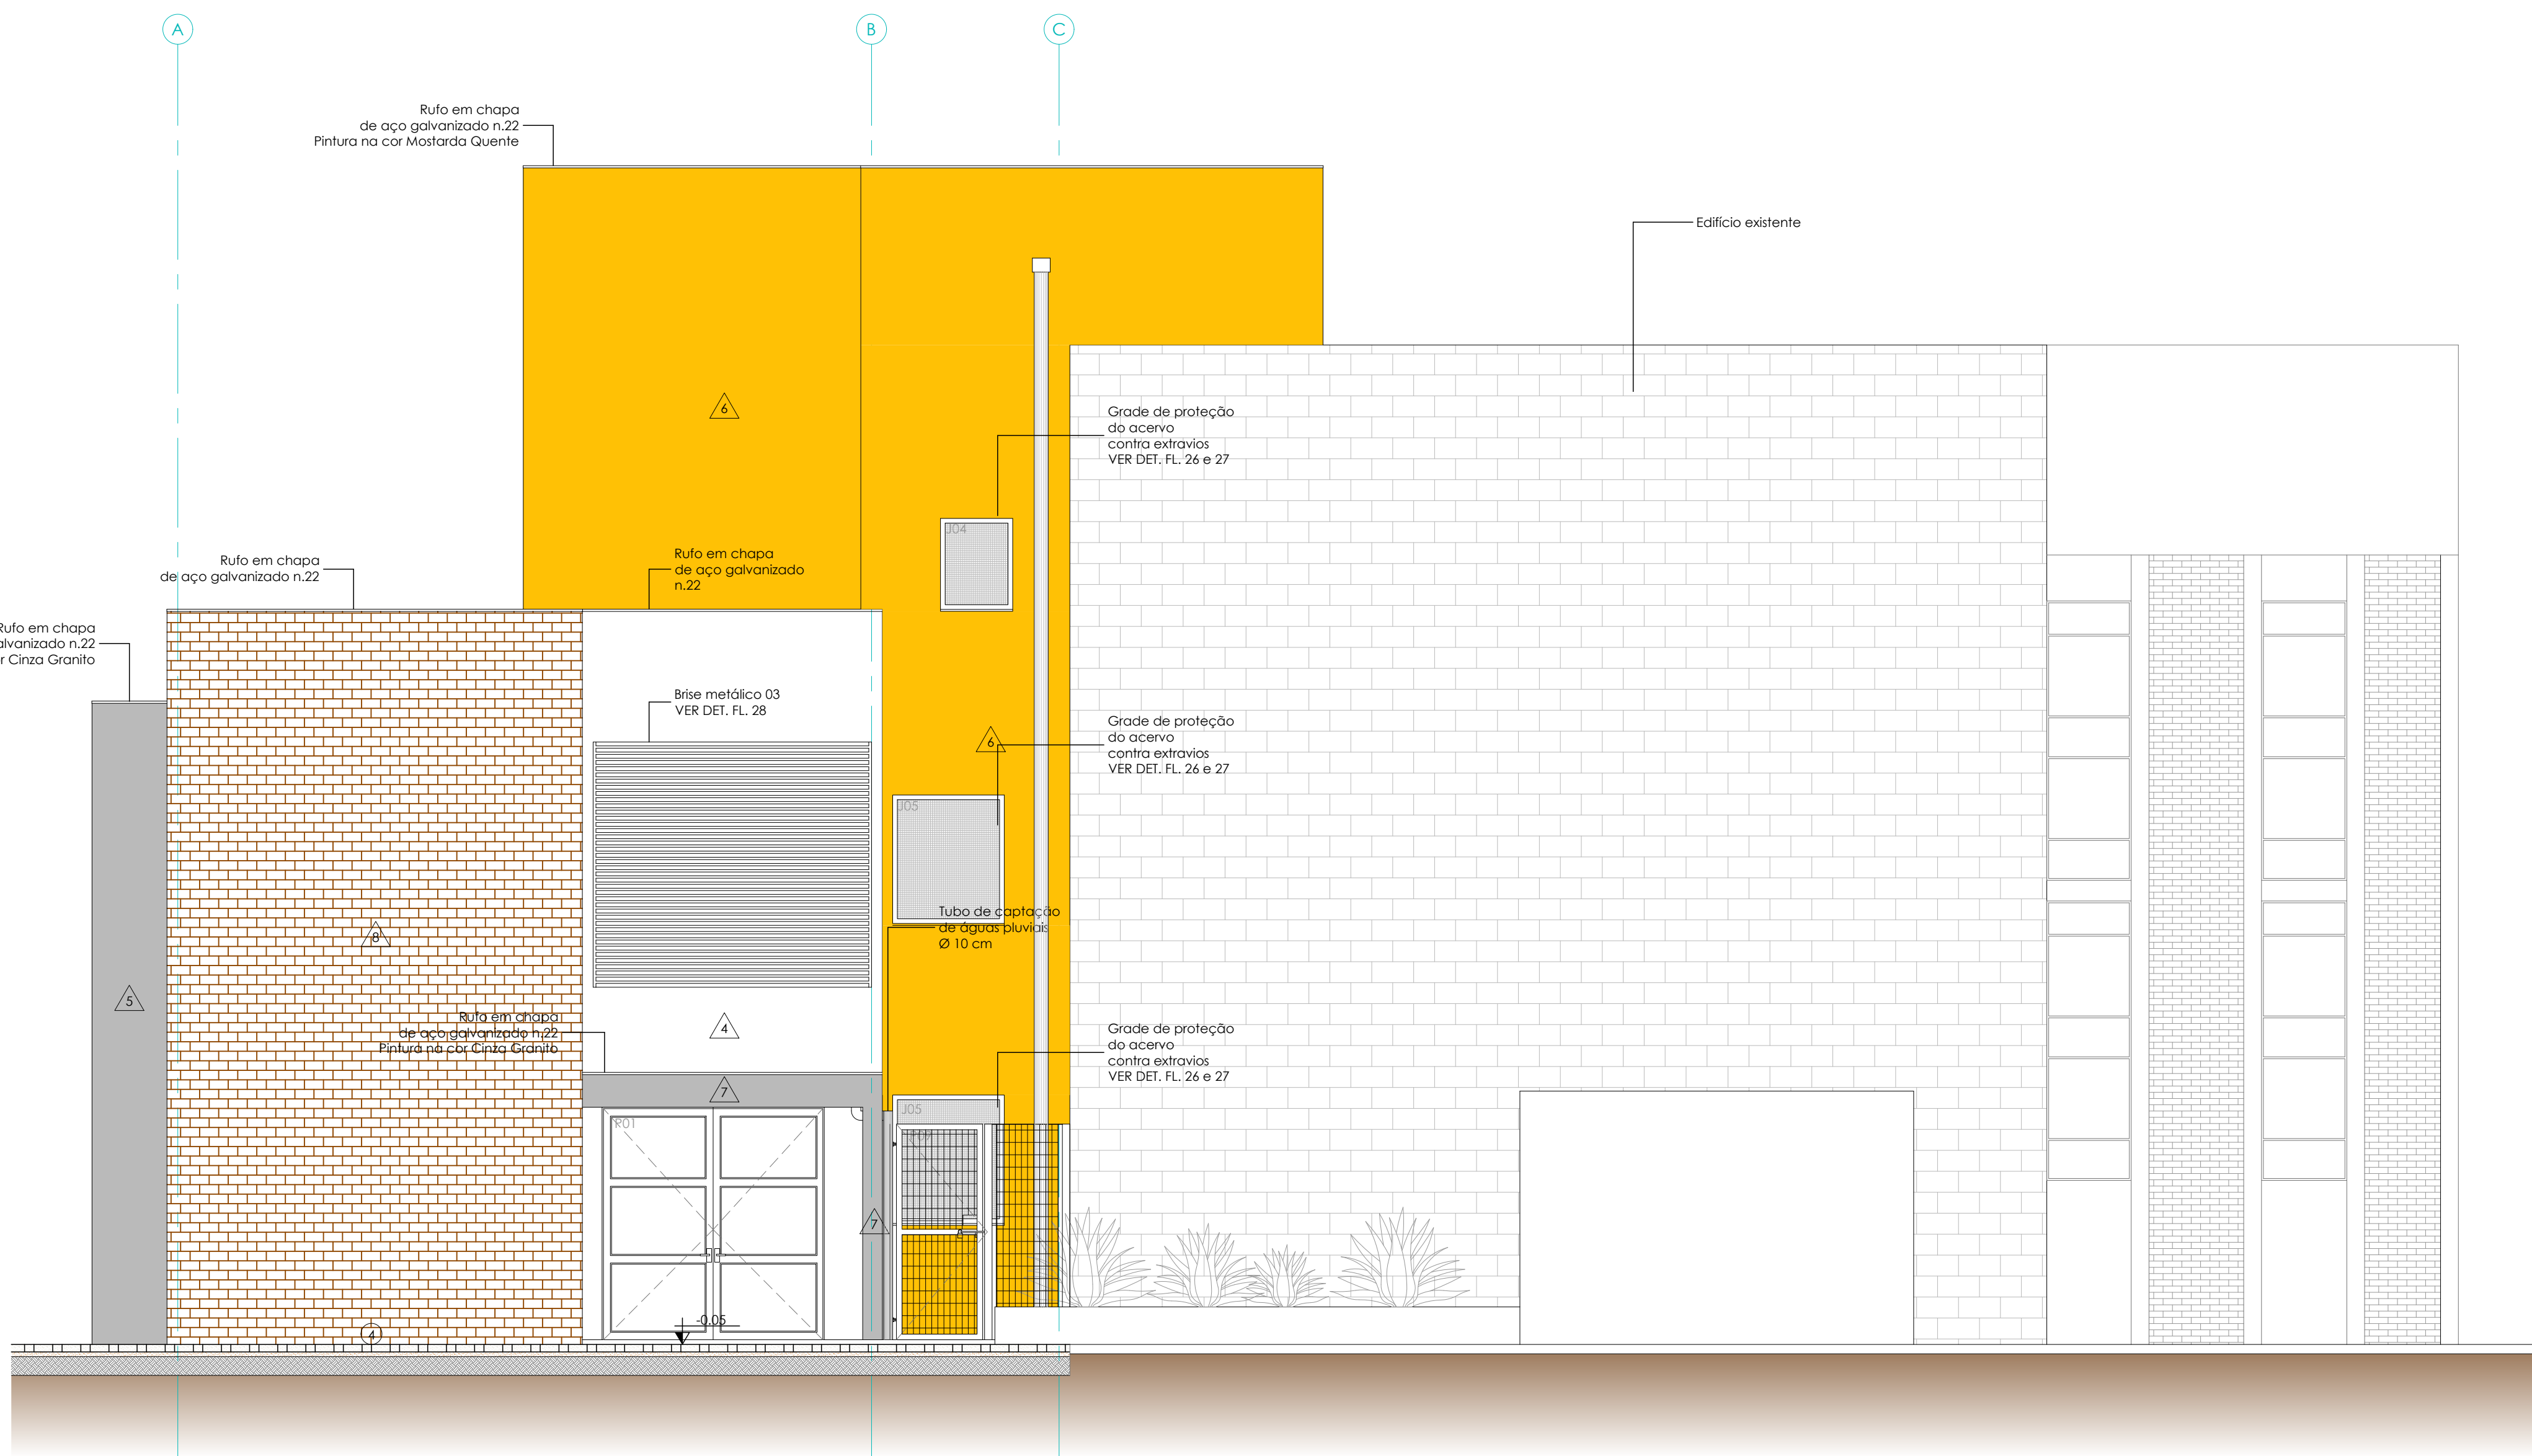 A
B
C
Rufo em chapa
de aço galvanizado n.22
Pintura na cor Mostarda Quente
Edifício existente
6
Grade de proteção
do acervo
contra extravios
VER DET. FL. 26 e 27
J04
Rufo em chapa
de aço galvanizado n.22
Rufo em chapa
de aço galvanizado
n.22
Rufo em chapa
galvanizado n.22
Cinza Granito
Brise metálico 03
VER DET. FL. 28
6
Grade de proteção
do acervo
contra extravios
VER DET. FL. 26 e 27
J05
Tubo de captação
de águas pluviais
Ø 10 cm
8
5
Rufo em chapa
de aço galvanizado n.22
Pintura na cor Cinza Granito
4
Grade de proteção
do acervo
contra extravios
VER DET. FL. 26 e 27
7
J05
P01
7
-0.05
4